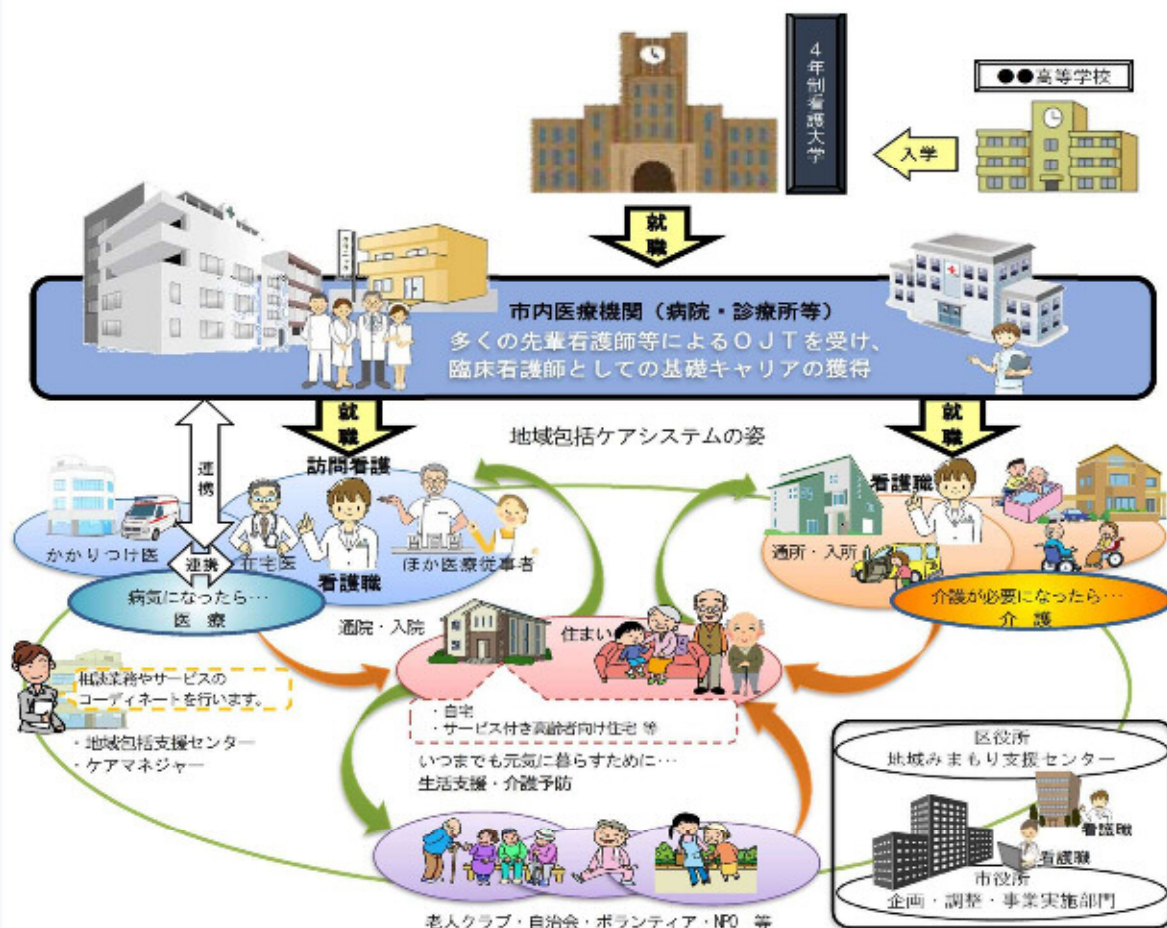 ４年制看護大学
●●高等学校
入学
就職
クリニック
市内医療機関（病院・診療所等）
多くの先輩看護師等によるＯＪＴを受け、
臨床看護師としての基礎キャリアの獲得
就職
就職
地域包括ケアシステムの姿
連携
訪問看護
看護職
かかりつけ医
連携
在宅医
看護職
ほか医療従事者
通所・入所
病気になったら…
医 療
介護が必要になったら…
介 護
通院・入院
住まい
相談業務やサービスの
コーディネートを行います。
・地域包括支援センター
・ケアマネジャー
・自宅
・サービス付き高齢者向け住宅 等
いつまでも元気に暮らすために…
生活支援・介護予防
区役所
地域みまもり支援センター
看護職
看護職
市役所
企画・調整・事業実施部門
老人クラブ・自治会・ボランティア・NPO 等